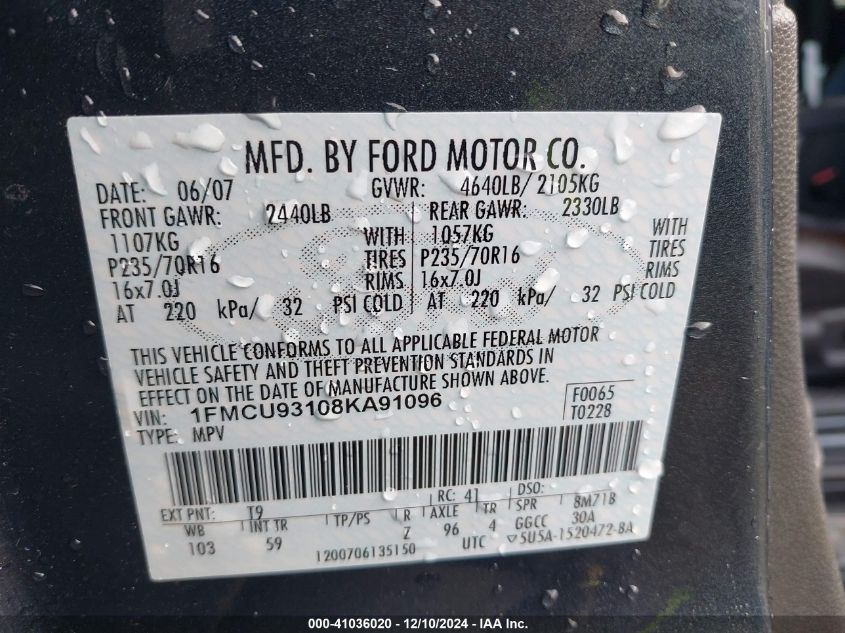 MFD. BY FORD MOTOR CO.
DATE: 06/07 GVWR: 4640LB/ 2105KG
FRONT GAWR: 2440LB REAR GAWR: 2330LB
1107KG WITH 1057KG WITH
P235/70R16 TIRES P235/70R16 TIRES
16x7.0J RIMS 16x7.0J RIMS
AT 220 kPa/ 32 PSI COLD AT 220 kPa/ 32 PSI COLD
THIS VEHICLE CONFORMS TO ALL APPLICABLE FEDERAL MOTOR
VEHICLE SAFETY AND THEFT PREVENTION STANDARDS IN
EFFECT ON THE DATE OF MANUFACTURE SHOWN ABOVE.
VIN: 1FMCU93108KA91096 F0065
TYPE: MPV T0228
EXT PNT: T9 RC: 41 DSO:
WB INT TR TP/PS R AXLE TR SPR 8M71B
103 59 Z 96 4 GGCC 30A
1200706135150 UTC 5U5A-1520472-BA
000-41036020 - 12/10/2024 - IAA, Inc.